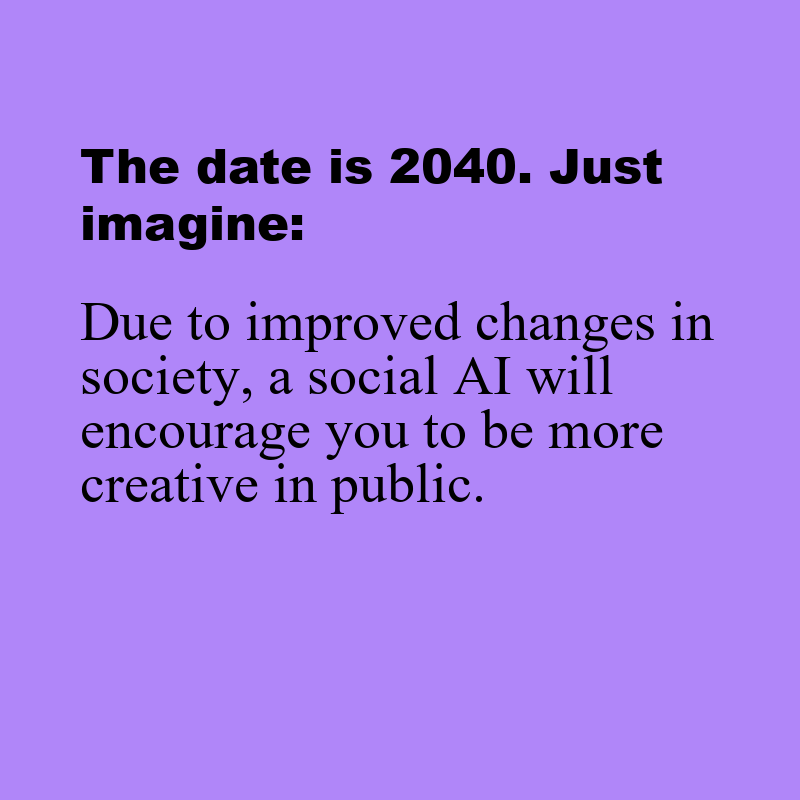 The date is 2040. Just
imagine:
Due to improved changes in
society, a social AI will
encourage you to be more
creative in public.